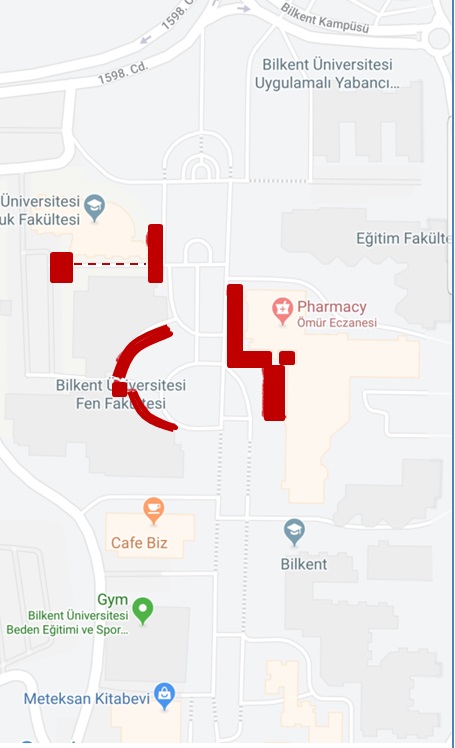 1598. C
Bilkent Kampüsü
1598. Cd.
Bilkent Üniversitesi
Uygulamalı Yabancı...
Üniversitesi
uk Fakültesi
Eğitim Fakülte
Pharmacy
Ömür Eczanesi
Bilkent Üniversitesi
Fen Fakültesi
Cafe Biz
Bilkent
Gym
Bilkent Üniversitesi
Beden Eğitimi ve Spor...
Meteksan Kitabevi